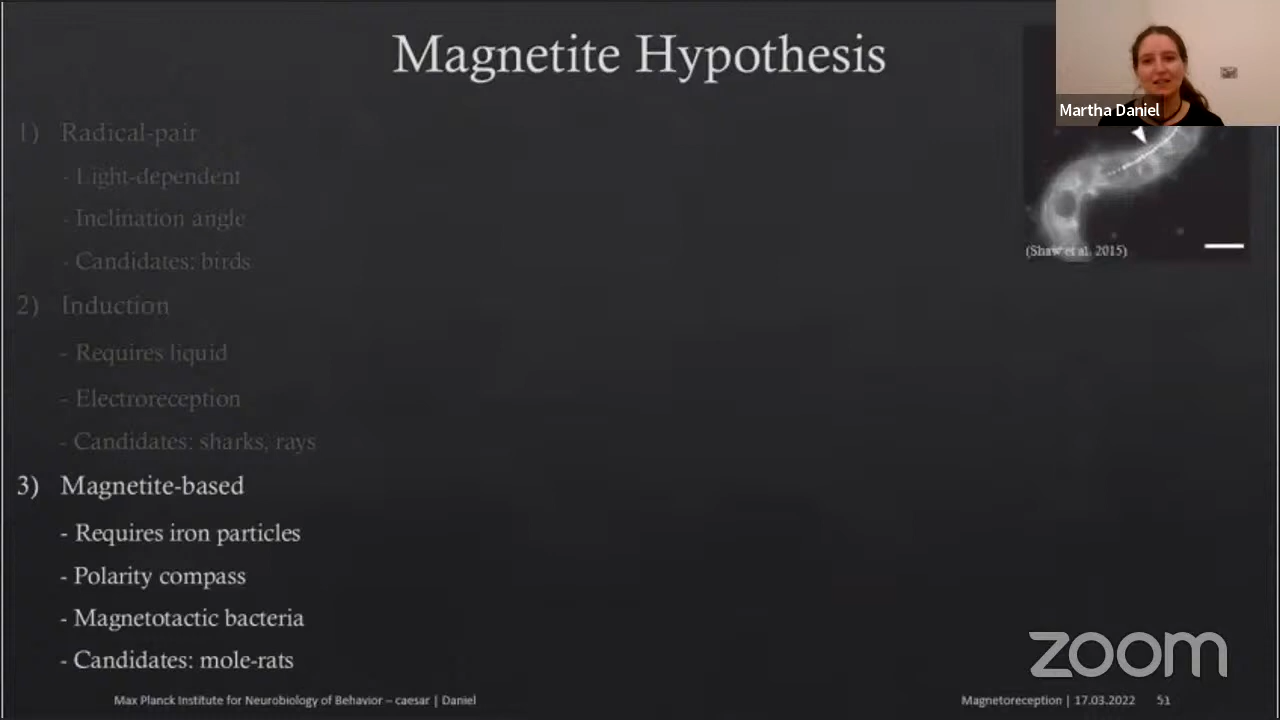 Magnetite Hypothesis
Martha Daniel
1) Radical-pair
- Light-dependent
- Inclination angle
- Candidates: birds
2) Induction
- Requires liquid
- Electroreception
- Candidates: sharks, rays
3) Magnetite-based
- Requires iron particles
- Polarity compass
- Magnetotactic bacteria
- Candidates: mole-rats
(Shaw et al. 2015)
zoom
Max Planck Institute for Neurobiology of Behavior – caesar | Daniel
Magnetoreception | 17.03.2022 51